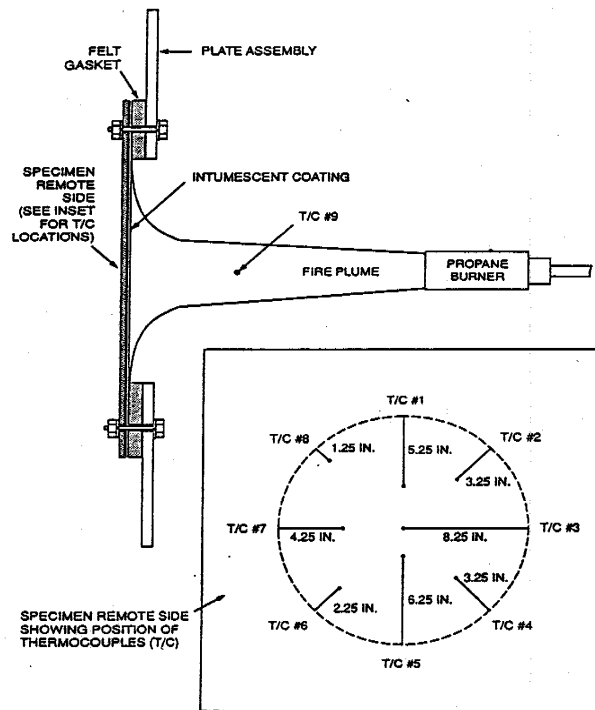 FELT
GASKET
PLATE ASSEMBLY
SPECIMEN
REMOTE
SIDE
(SEE INSET
FOR T/C
LOCATIONS)
INTUMESCENT COATING
T/C #9
FIRE PLUME
PROPANE
BURNER
T/C #1
T/C #8
1.25 IN.
5.25 IN.
T/C #2
3.25 IN.
T/C #7
4.25 IN.
8.25 IN.
T/C #3
2.25 IN.
6.25 IN.
3.25 IN.
T/C #6
T/C #4
T/C #5
SPECIMEN REMOTE SIDE
SHOWING POSITION OF
THERMOCOUPLES (T/C)